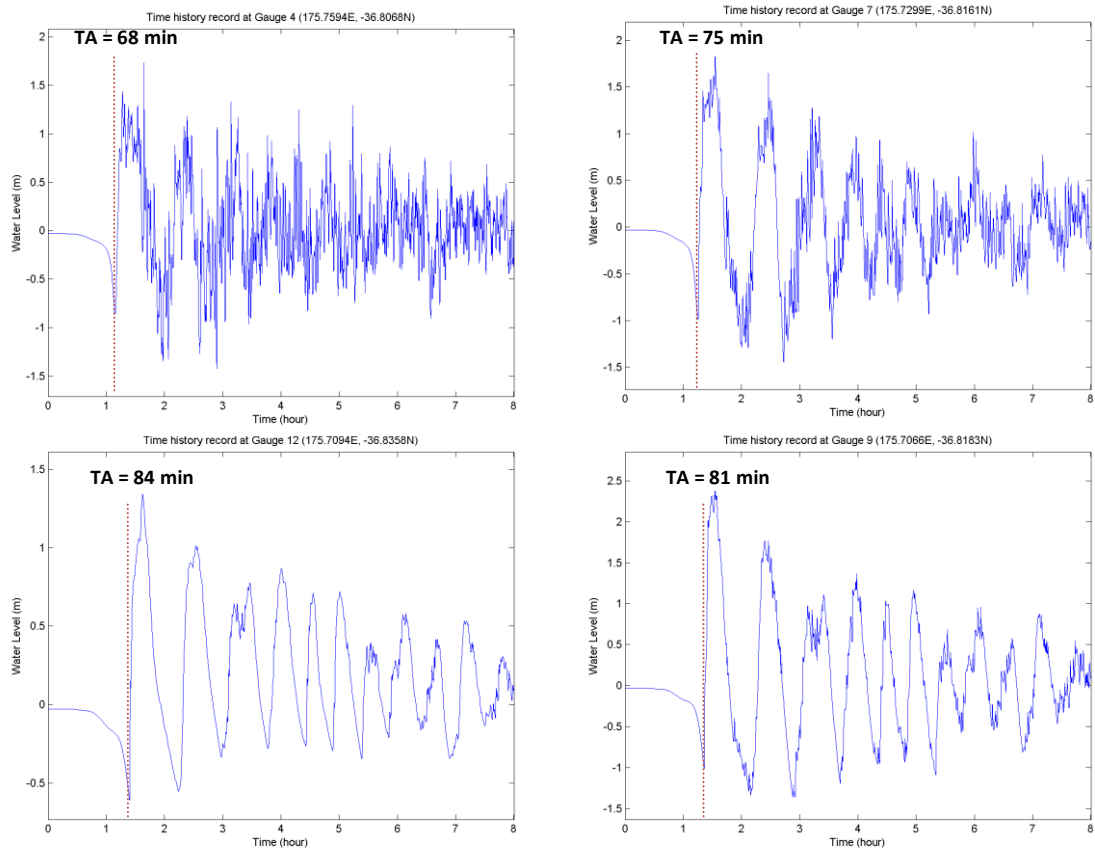 Time history record at Gauge 4 (175.7594E, -36.8068N)
TA = 68 min
2
1.5
1
0.5
0
-0.5
-1
-1.5
Water Level (m)
0 1 2 3 4 5 6 7 8
Time (hour)
Time history record at Gauge 7 (175.7299E, -36.8161N)
TA = 75 min
2
1.5
1
0.5
0
-0.5
-1
-1.5
Water Level (m)
0 1 2 3 4 5 6 7 8
Time (hour)
Time history record at Gauge 12 (175.7094E, -36.8358N)
TA = 84 min
1.5
1
0.5
0
-0.5
Water Level (m)
0 1 2 3 4 5 6 7 8
Time (hour)
Time history record at Gauge 9 (175.7066E, -36.8183N)
TA = 81 min
2.5
2
1.5
1
0.5
0
-0.5
-1
-1.5
Water Level (m)
0 1 2 3 4 5 6 7 8
Time (hour)